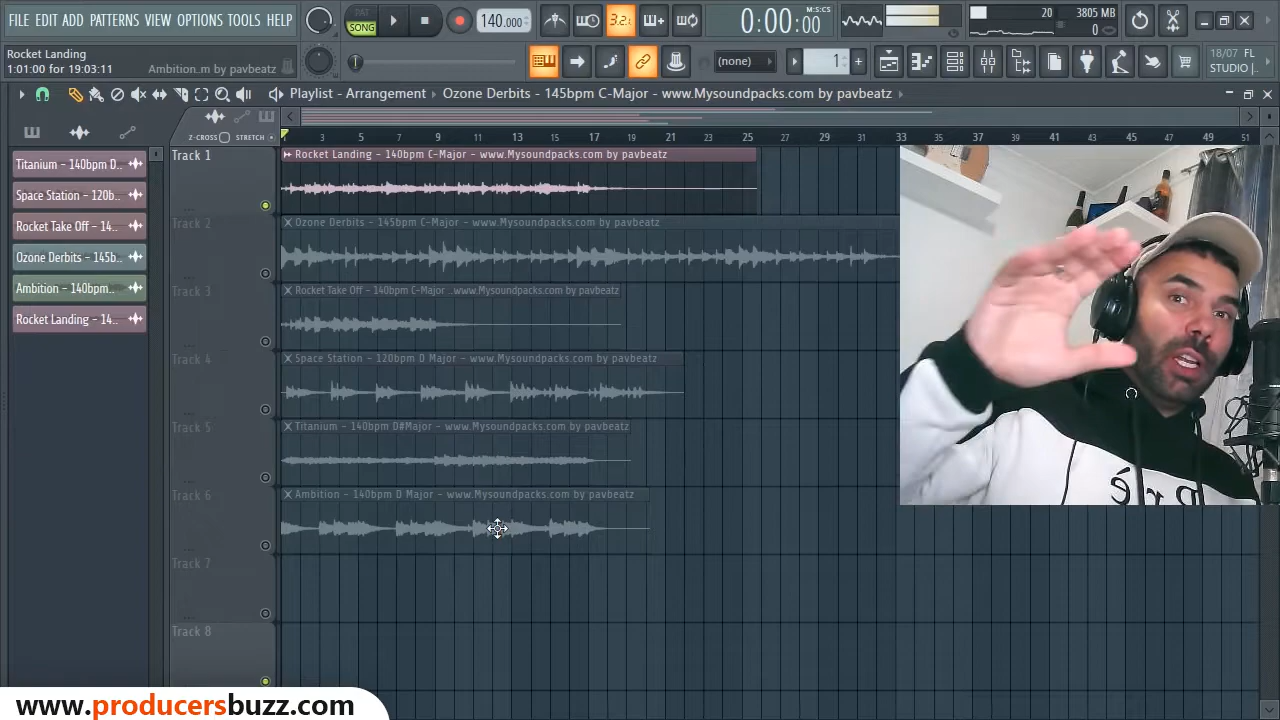 FILE EDIT ADD PATTERNS VIEW OPTIONS TOOLS HELP
PAT
SONG
140.000
3.2.
0:00:00
M:S:CS
20
3805 MB
0
Rocket Landing
1:01:00 for 19:03:11
Ambition_m by pavbeatz
(none)
1
18/07 FL
STUDIO |..
Playlist - Arrangement
Ozone Derbits - 145bpm C-Major - www.Mysoundpacks.com by pavbeatz
Z-CROSS
STRETCH
3 5 7 9 11 13 15 17 19 21 23 25 27 29 31 33 35 37 39 41 43 45 47 49 51
Titanium - 140bpm D..
Space Station - 120b..
Rocket Take Off - 14..
Ozone Derbits - 145b..
Ambition - 140bpm..
Rocket Landing - 14..
Track 1
Rocket Landing - 140bpm C-Major - www.Mysoundpacks.com by pavbeatz
Track 2
Ozone Derbits - 145bpm C-Major - www.Mysoundpacks.com by pavbeatz
Track 3
Rocket Take Off - 140bpm C-Major ..www.Mysoundpacks.com by pavbeatz
Track 4
Space Station - 120bpm D Major - www.Mysoundpacks.com by pavbeatz
Track 5
Titanium - 140bpm D#Major - www.Mysoundpacks.com by pavbeatz
Track 6
Ambition - 140bpm D Major - www.Mysoundpacks.com by pavbeatz
Track 7
Track 8
www.producersbuzz.com